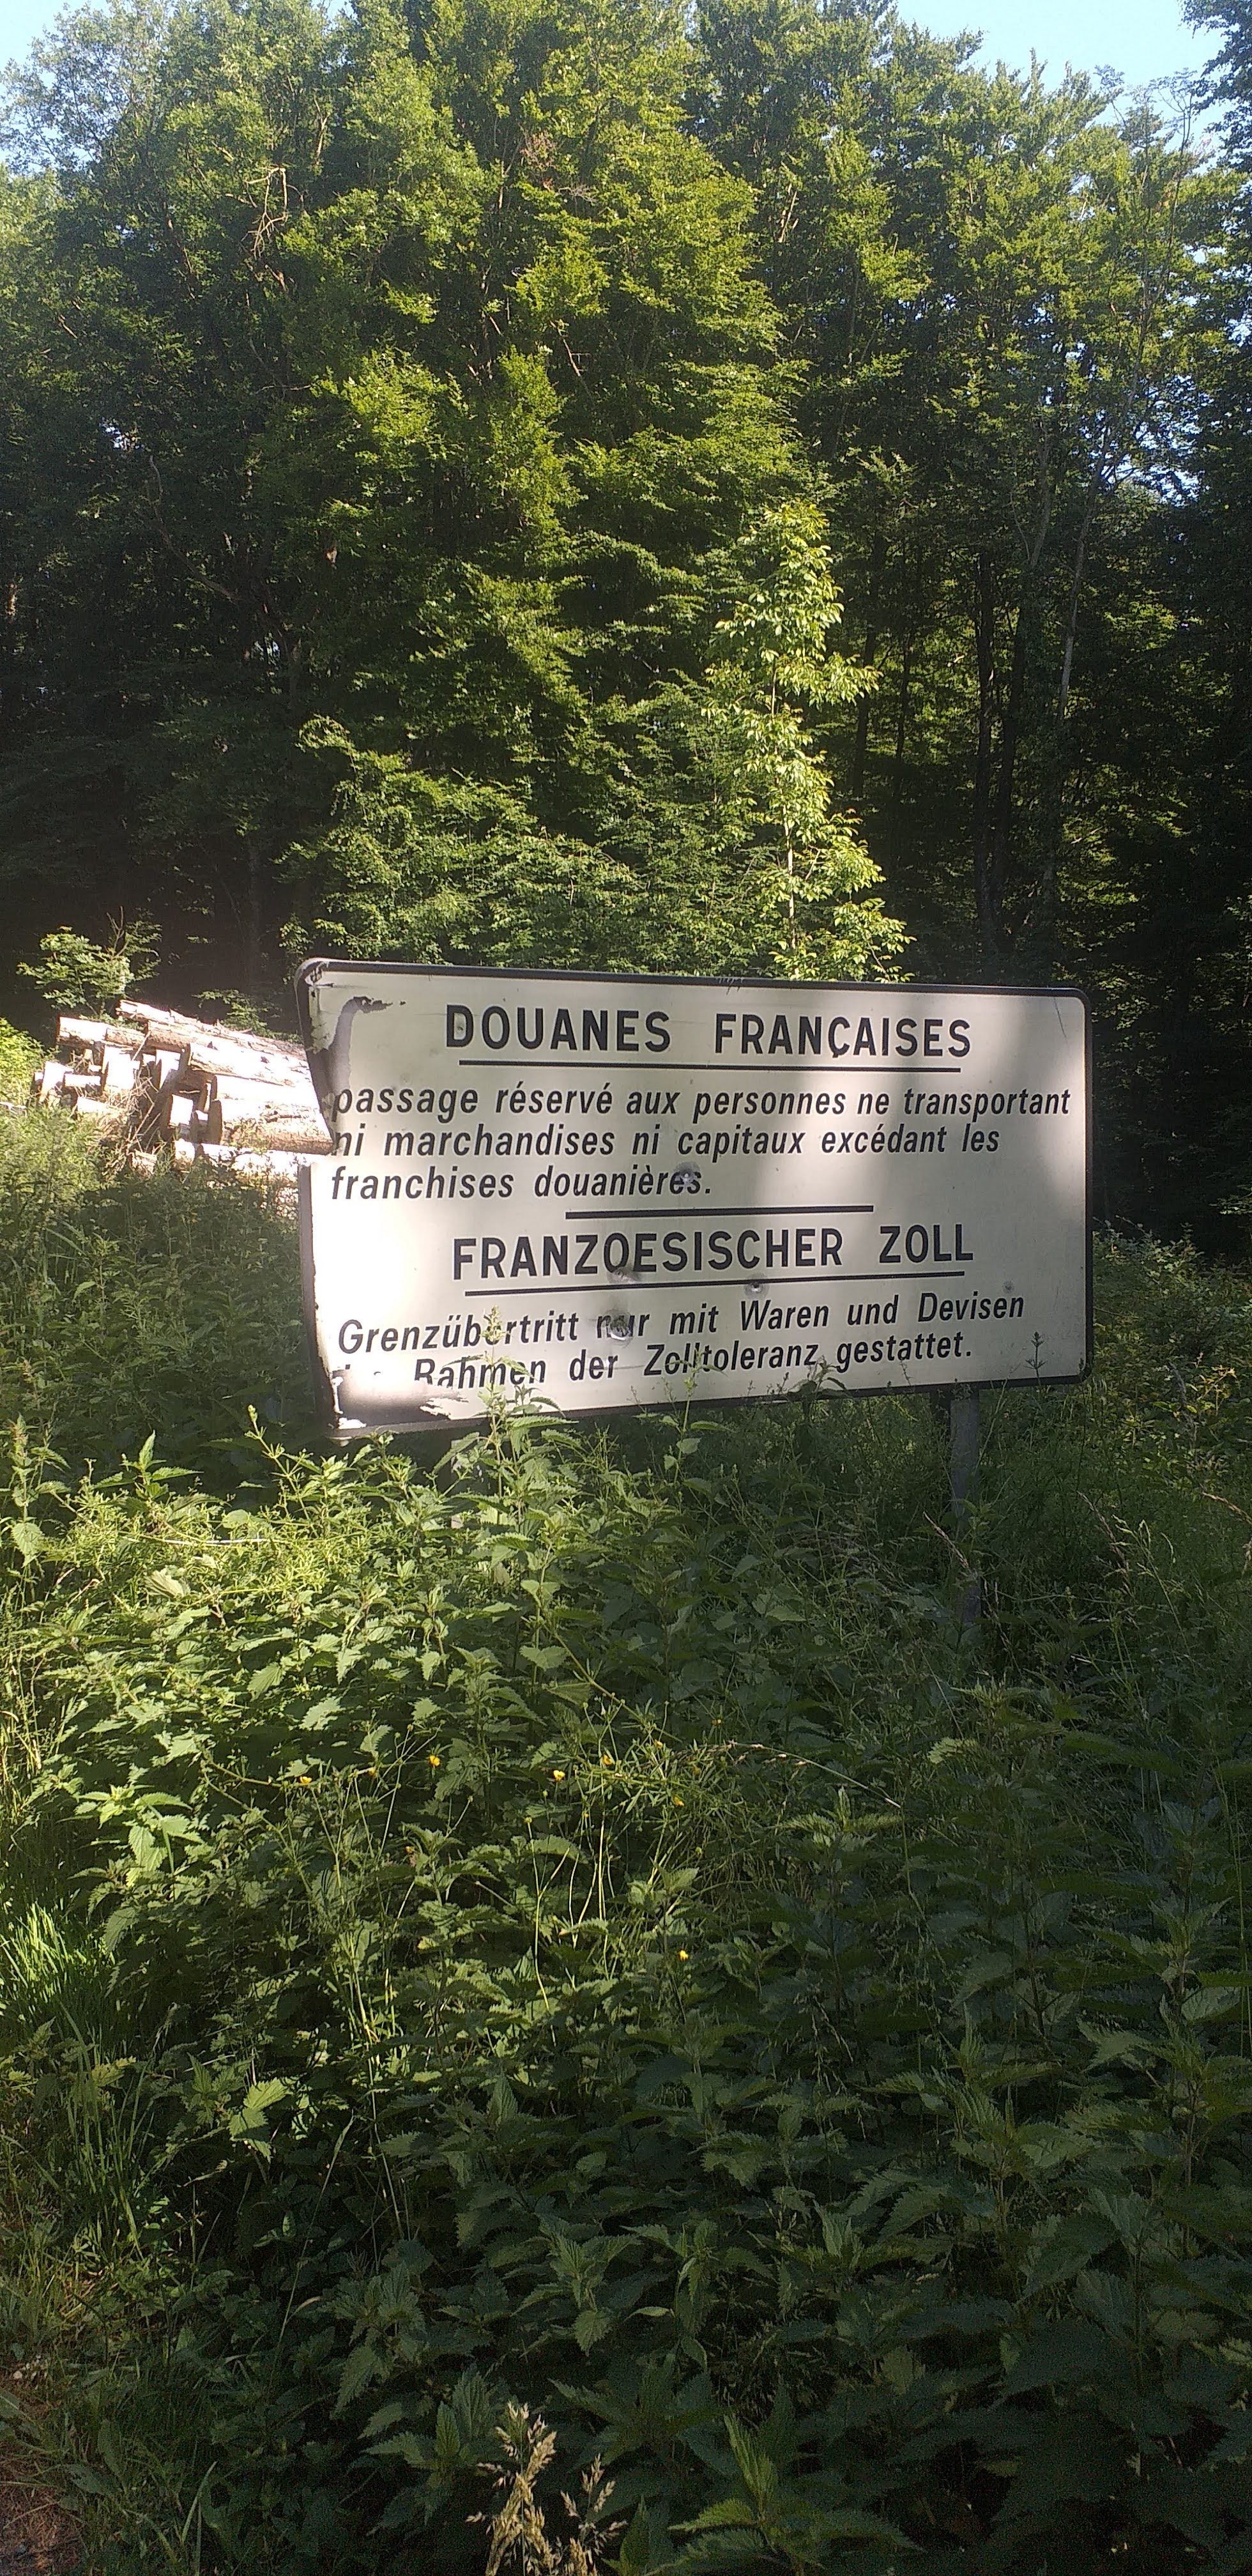 DOUANES FRANÇAISES
passage réservé aux personnes ne transportant
ni marchandises ni capitaux excédant les
franchises douanières.
FRANZOESISCHER ZOLL
Grenzübertritt nur mit Waren und Devisen
Rahmen der Zolltoleranz gestattet.